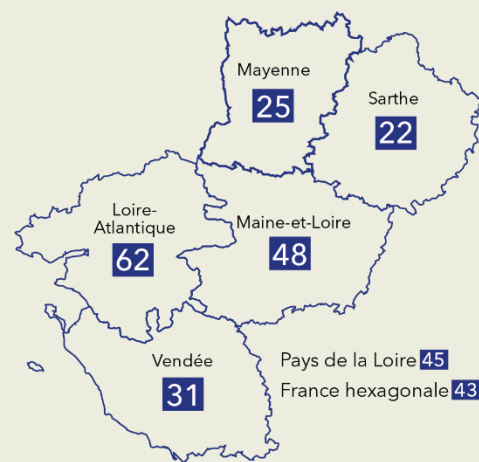 Mayenne
25
Sarthe
22
Loire-
Atlantique
62
Maine-et-Loire
48
Vendée
31
Pays de la Loire 45
France hexagonale 43